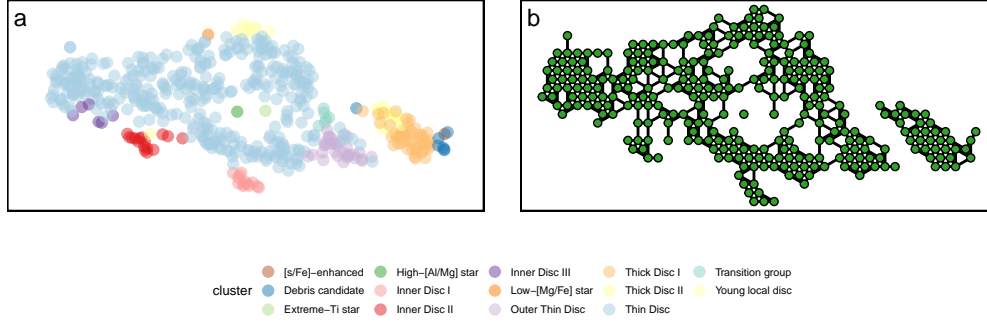 a
b
cluster
[s/Fe]−enhanced
Debris candidate
Extreme−Ti star
High−[Al/Mg] star
Inner Disc I
Inner Disc II
Inner Disc III
Low−[Mg/Fe] star
Outer Thin Disc
Thick Disc I
Thick Disc II
Thin Disc
Transition group
Young local disc